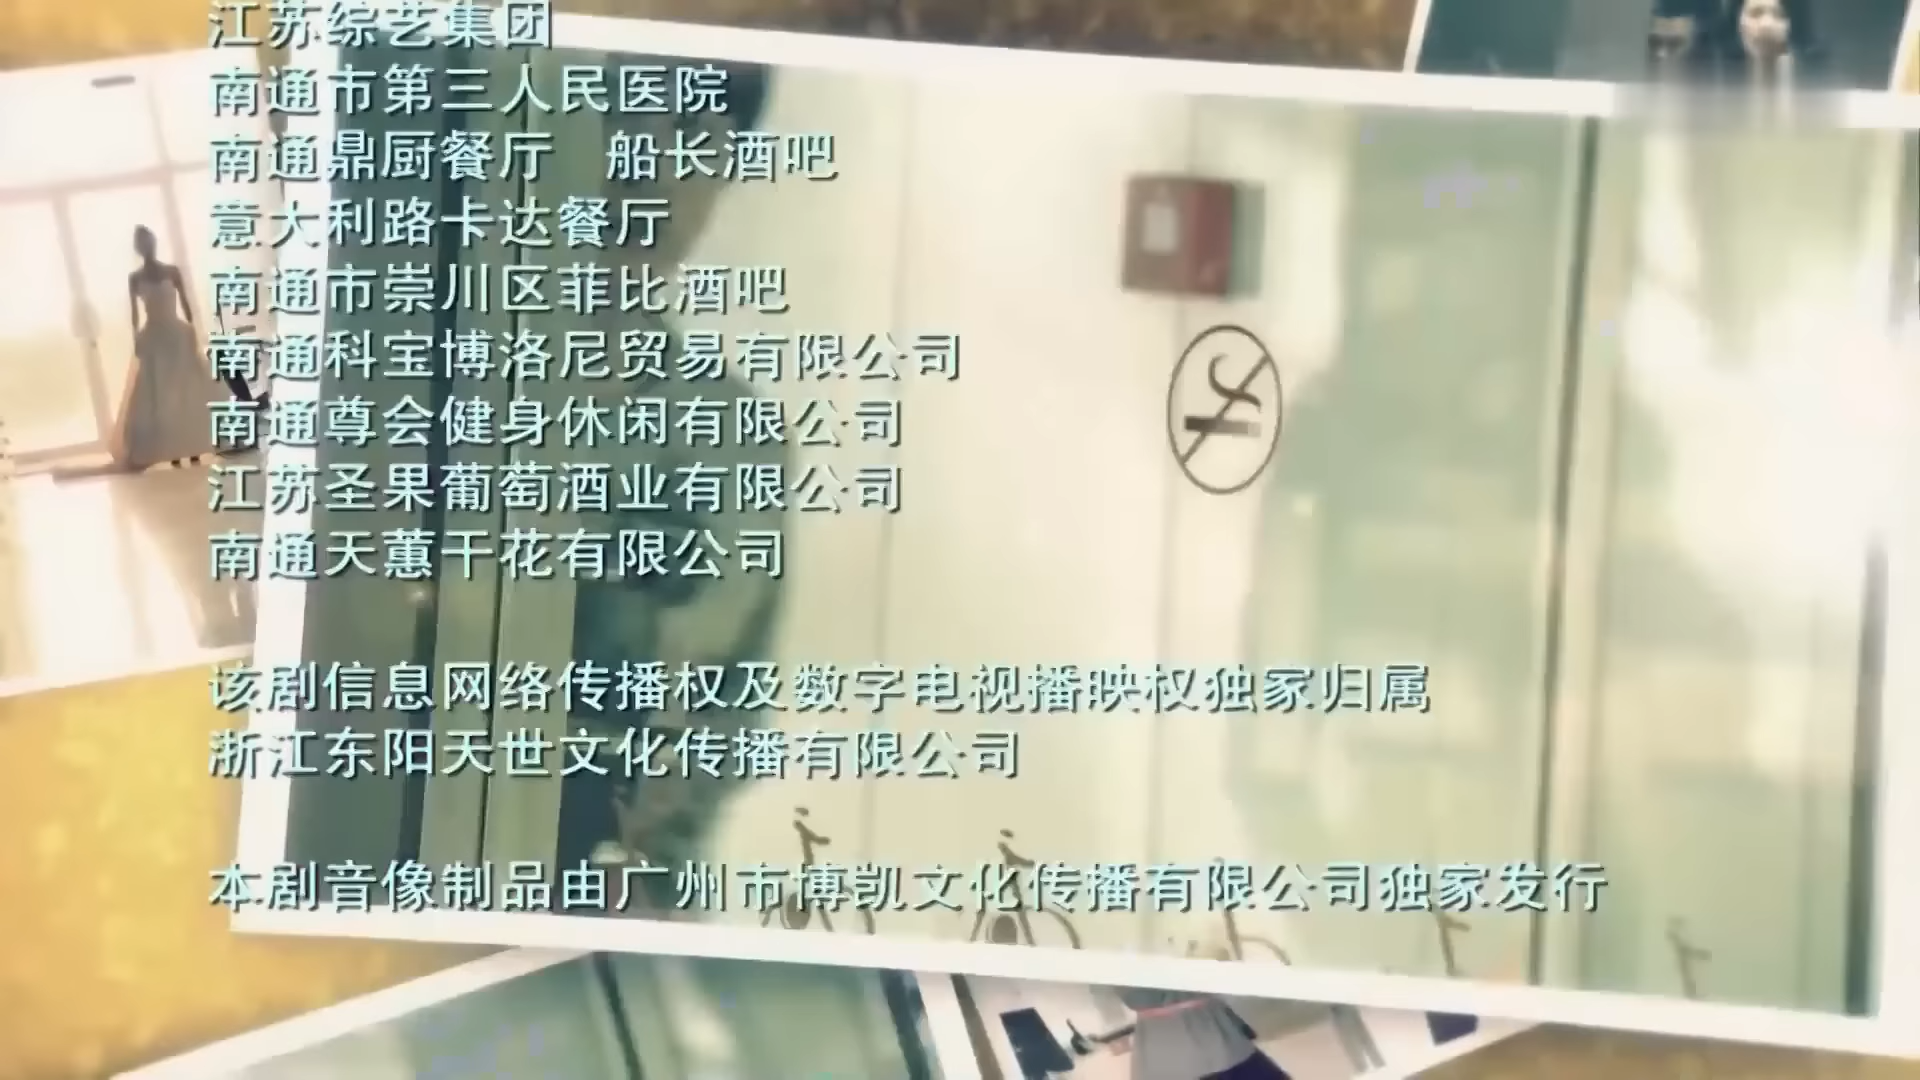 江苏综艺集团
南通市第三人民医院
南通鼎厨餐厅 船长酒吧
意大利路卡达餐厅
南通市崇川区菲比酒吧
南通科宝博洛尼贸易有限公司
南通尊会健身休闲有限公司
江苏圣果葡萄酒业有限公司
南通天蕙干花有限公司
该剧信息网络传播权及数字电视播映权独家归属
浙江东阳天世文化传播有限公司
本剧音像制品由广州市博凯文化传播有限公司独家发行